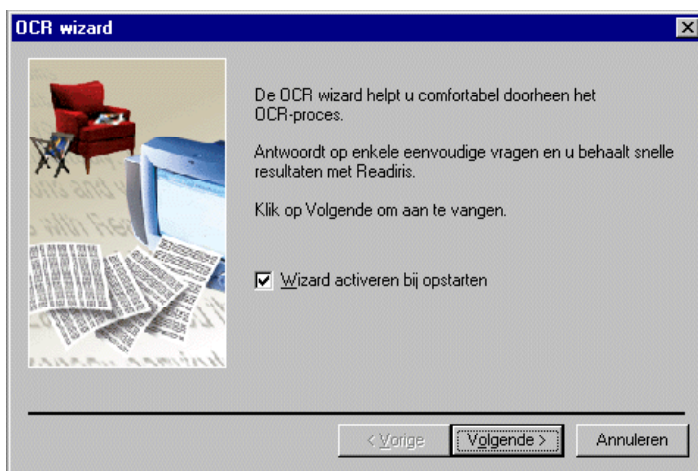 OCR wizard
De OCR wizard helpt u comfortabel doorheen het
OCR-proces.
Antwoordt op enkele eenvoudige vragen en u behaalt snelle
resultaten met Readiris.
Klik op Volgende om aan te vangen.
Wizard activeren bij opstarten
< Vorige
Volgende >
Annuleren